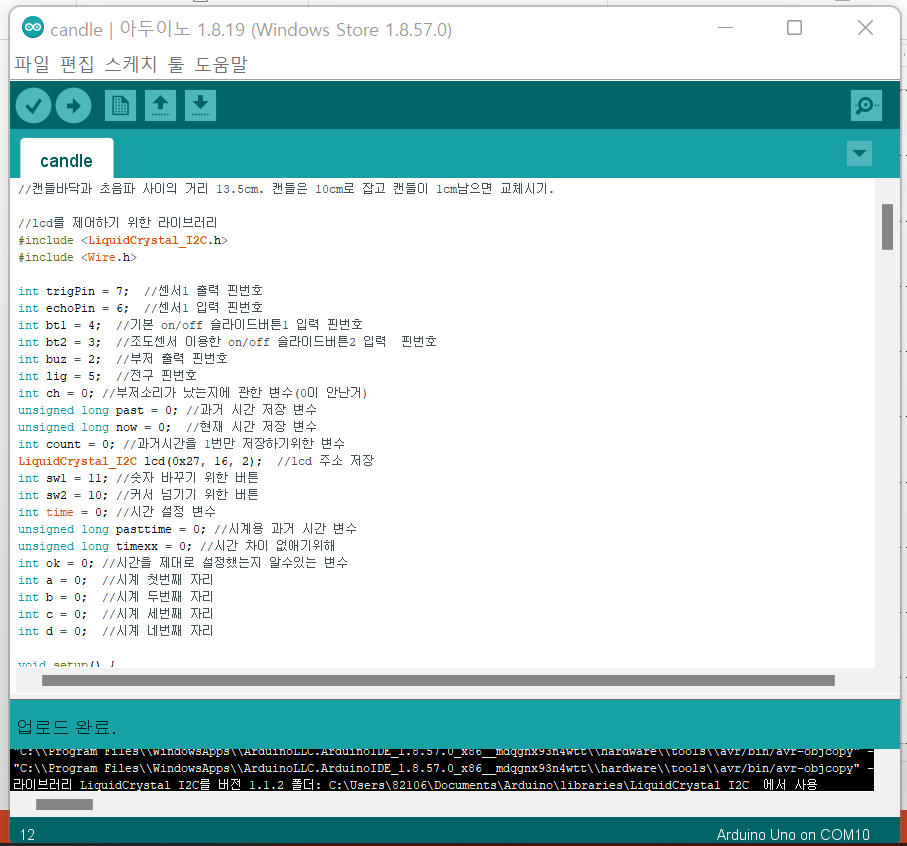 candle | 아두이노 1.8.19 (Windows Store 1.8.57.0)
파일 편집 스케치 툴 도움말
candle
//캔들바닥과 초음파 사이의 거리 13.5cm. 캔들은 10cm로 잡고 캔들이 1cm남으면 교체시기.
//lcd를 제어하기 위한 라이브러리
#include <LiquidCrystal_I2C.h>
#include <Wire.h>
int trigPin = 7;  //센서1 출력 핀번호
int echoPin = 6;  //센서1 입력 핀번호
int bt1 = 4;  //기본 on/off 슬라이드버튼1 입력 핀번호
int bt2 = 3;  //조도센서 이용한 on/off 슬라이드버튼2 입력  핀번호
int buz = 2;  //부저 출력 핀번호
int lig = 5;  //전구 핀번호
int ch = 0; //부저소리가 났는지에 관한 변수(0이 안난거)
unsigned long past = 0; //과거 시간 저장 변수
unsigned long now = 0;  //현재 시간 저장 변수
int count = 0; //과거시간을 1번만 저장하기위한 변수
LiquidCrystal_I2C lcd(0x27, 16, 2);  //lcd 주소 저장
int sw1 = 11; //숫자 바꾸기 위한 버튼
int sw2 = 10; //커서 넘기기 위한 버튼
int time = 0; //시간 설정 변수
unsigned long pasttime = 0; //시계용 과거 시간 변수
unsigned long timexx = 0; //시간 차이 없애기위해
int ok = 0; //시간을 제대로 설정했는지 알수있는 변수
int a = 0;  //시계 첫번째 자리
int b = 0;  //시계 두번째 자리
int c = 0;  //시계 세번째 자리
int d = 0;  //시계 네번째 자리
void setup() {
업로드 완료.
"C:\\Program Files\\WindowsApps\\ArduinoLLC.ArduinoIDE_1.8.57.0_x86__mdqgnx93n4wtt\\hardware\\tools\\avr/bin/avr-objcopy" -
"C:\\Program Files\\WindowsApps\\ArduinoLLC.ArduinoIDE_1.8.57.0_x86__mdqgnx93n4wtt\\hardware\\tools\\avr/bin/avr-objcopy" -
라이브러리 LiquidCrystal_I2C를 버전 1.1.2 폴더: C:\Users\82106\Documents\Arduino\libraries\LiquidCrystal_I2C  에서 사용
12
Arduino Uno on COM10